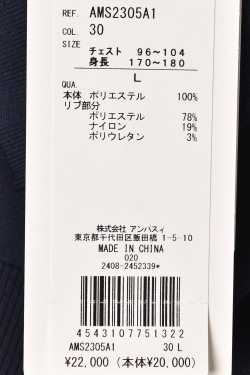 REF. AMS2305A1
COL. 30
SIZE
チェスト 96~104
身長 170~180
L
QUA.
本体 ポリエステル 100%
リブ部分
ポリエステル 78%
ナイロン 19%
ポリウレタン 3%
株式会社 アンバスィ
東京都千代田区飯田橋 1-5-10
MADE IN CHINA
020
2408-2452339*
4543107751322
AMS2305A1 30 L
¥22,000 (本体¥20,000)